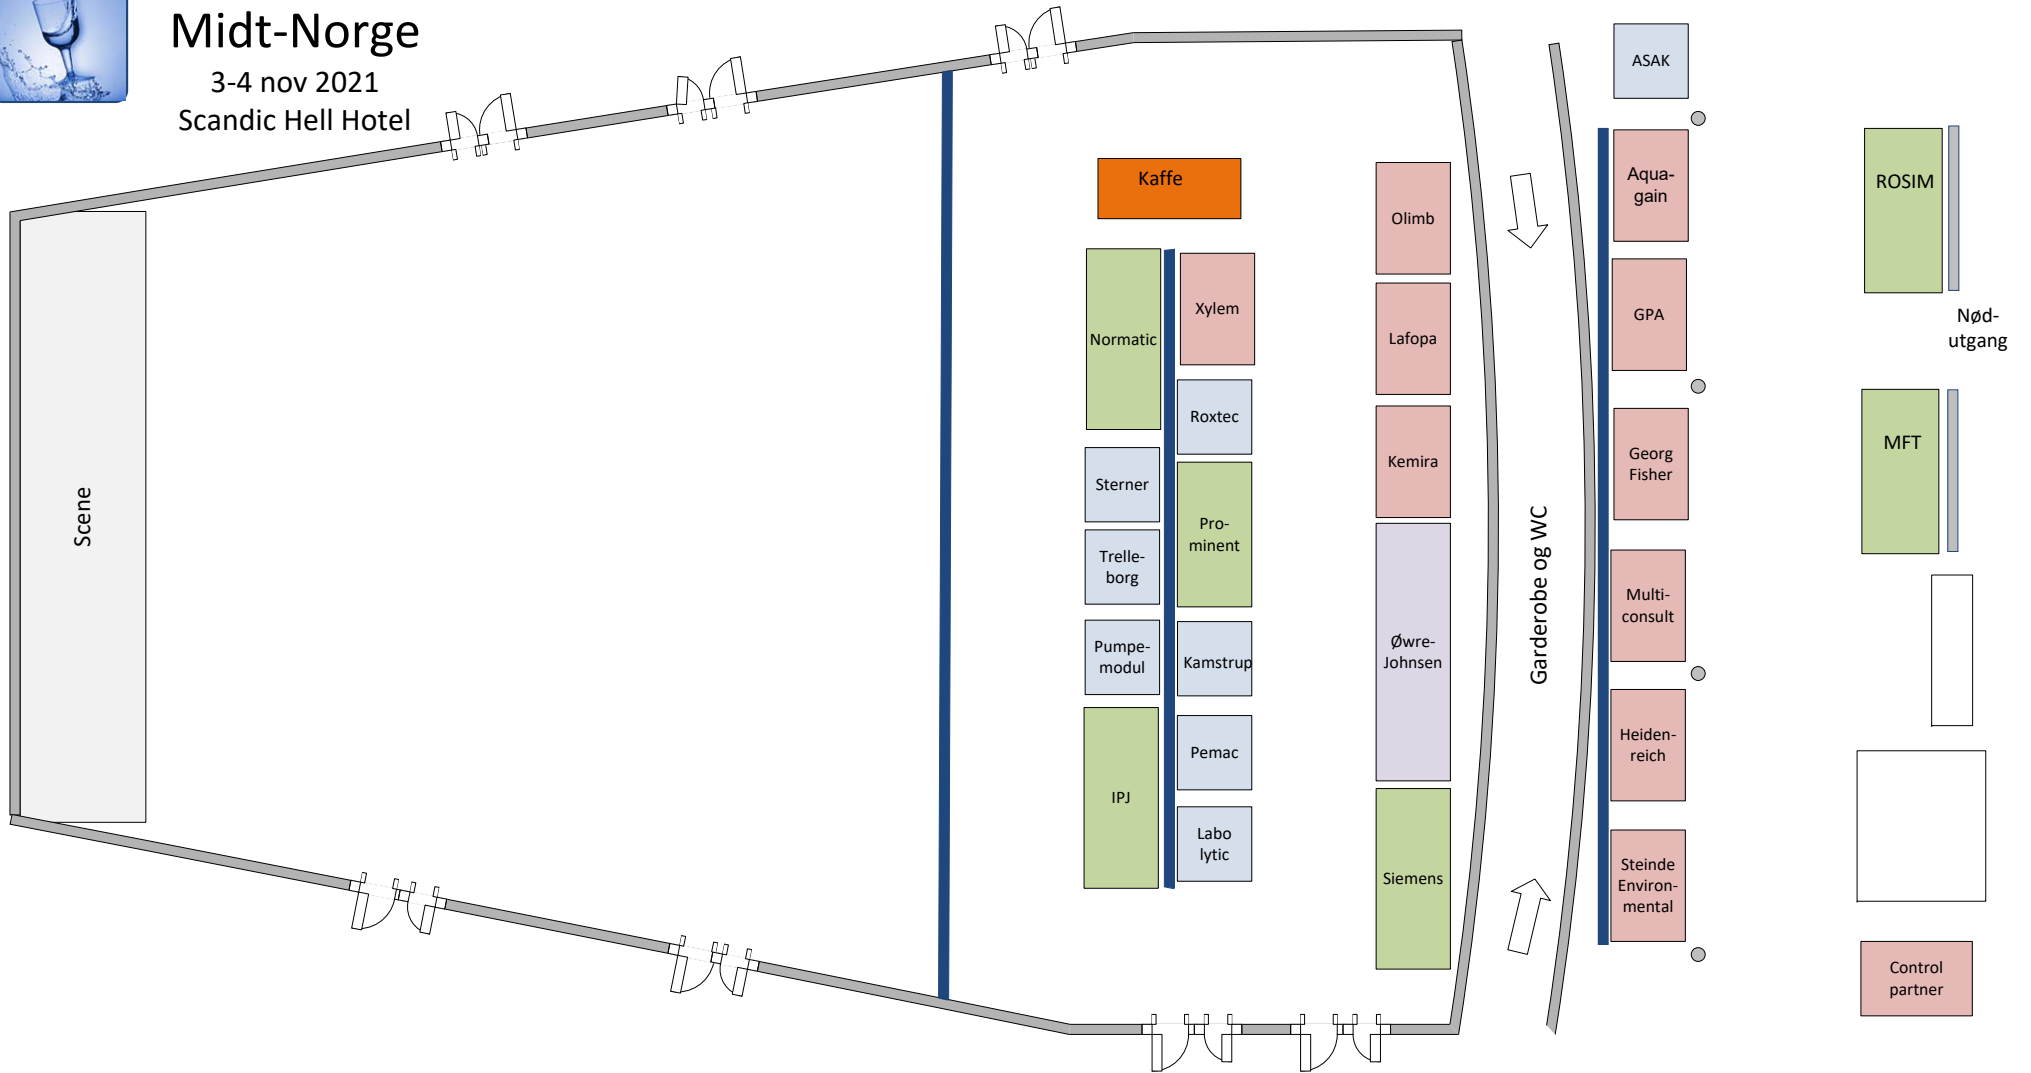 Midt-Norge
3-4 nov 2021
Scandic Hell Hotel
Scene
Kaffe
Normatic
Sterner
Trelle-
borg
Pumpe-
modul
IPJ
Xylem
Roxtec
Pro-
minent
Kamstrup
Pemac
Labo
lytic
Olimb
Lafopa
Kemira
Øwre-
Johnsen
Siemens
Garderobe og WC
ASAK
Aqua-
gain
GPA
Georg
Fisher
Multi-
consult
Heiden-
reich
Steinde
Environ-
mental
ROSIM
Nød-
utgang
MFT
Control
partner